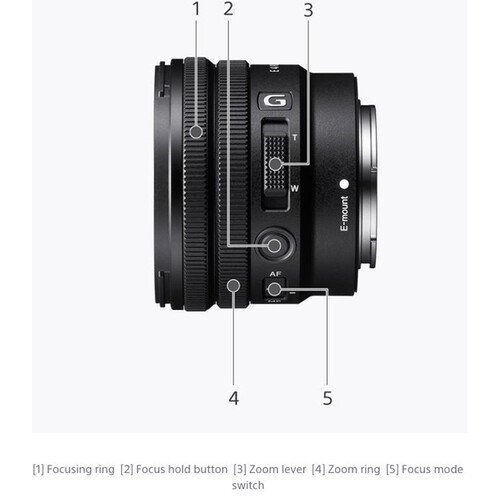 1
2
3
G
T
W
E-mount
AF
4
5
[1] Focusing ring [2] Focus hold button [3] Zoom lever [4] Zoom ring [5] Focus mode
switch